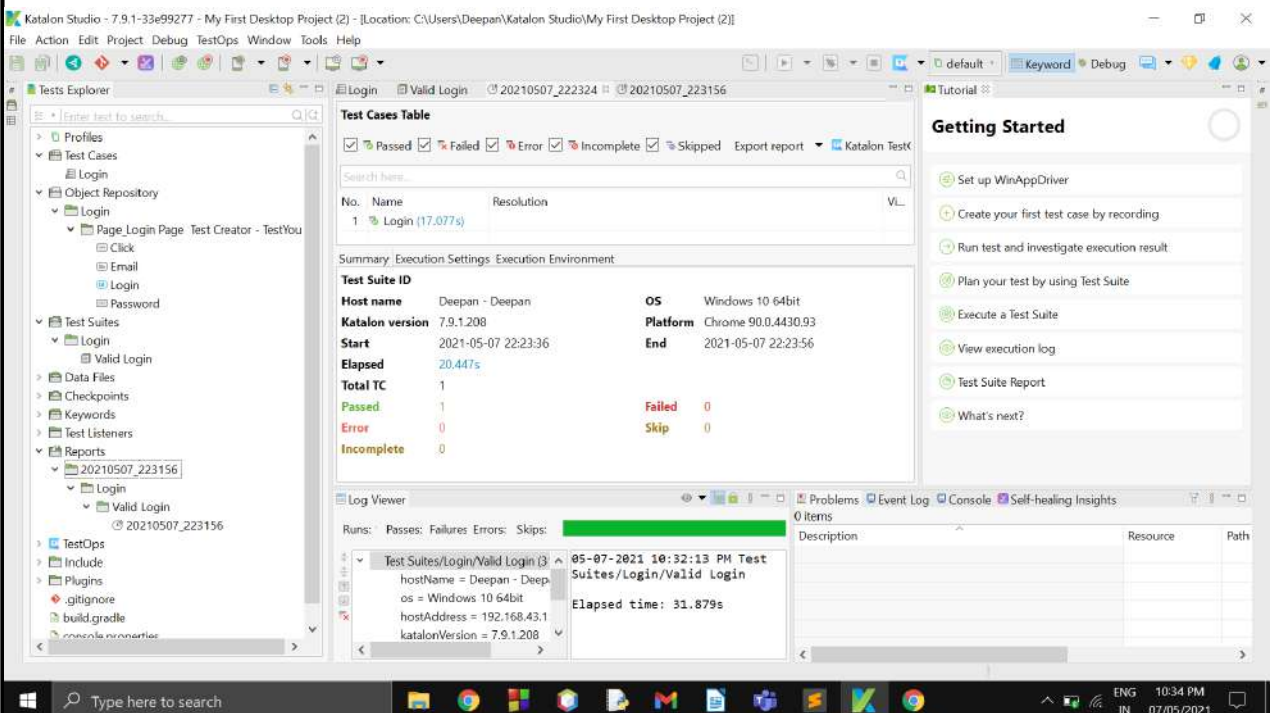 Katalon Studio - 7.9.1-33e99277 - My First Desktop Project (2) - [Location: C:\Users\Deepan\Katalon Studio\My First Desktop Project (2)]
File Action Edit Project Debug TestOps Window Tools Help
default Keyword Debug
Tests Explorer
Enter text to search...
Profiles
Test Cases
Login
Object Repository
Login
Page_Login Page Test Creator - TestYou
Click
Email
Login
Password
Test Suites
Login
Valid Login
Data Files
Checkpoints
Keywords
Test Listeners
Reports
20210507_223156
Login
Valid Login
20210507_223156
TestOps
Include
Plugins
.gitignore
build.gradle
console.properties
Login Valid Login 20210507_222324 20210507_223156
Test Cases Table
Passed Failed Error Incomplete Skipped Export report Katalon Test
Search here...
No. Name Resolution Vi...
1 Login (17.077s)
Summary Execution Settings Execution Environment
Test Suite ID
Host name Deepan - Deepan OS Windows 10 64bit
Katalon version 7.9.1.208 Platform Chrome 90.0.4430.93
Start 2021-05-07 22:23:36 End 2021-05-07 22:23:56
Elapsed 20.447s
Total TC 1
Passed 1 Failed 0
Error 0 Skip 0
Incomplete 0
Tutorial
Getting Started
Set up WinAppDriver
Create your first test case by recording
Run test and investigate execution result
Plan your test by using Test Suite
Execute a Test Suite
View execution log
Test Suite Report
What's next?
Log Viewer
Runs: Passes: Failures Errors: Skips:
Test Suites/Login/Valid Login (3
hostName = Deepan - Deep
os = Windows 10 64bit
hostAddress = 192.168.43.1
katalonVersion = 7.9.1.208
05-07-2021 10:32:13 PM Test
Suites/Login/Valid Login
Elapsed time: 31.879s
Problems Event Log Console Self-healing Insights
0 items
Description Resource Path
Type here to search
ENG 10:34 PM
IN 07/05/2021